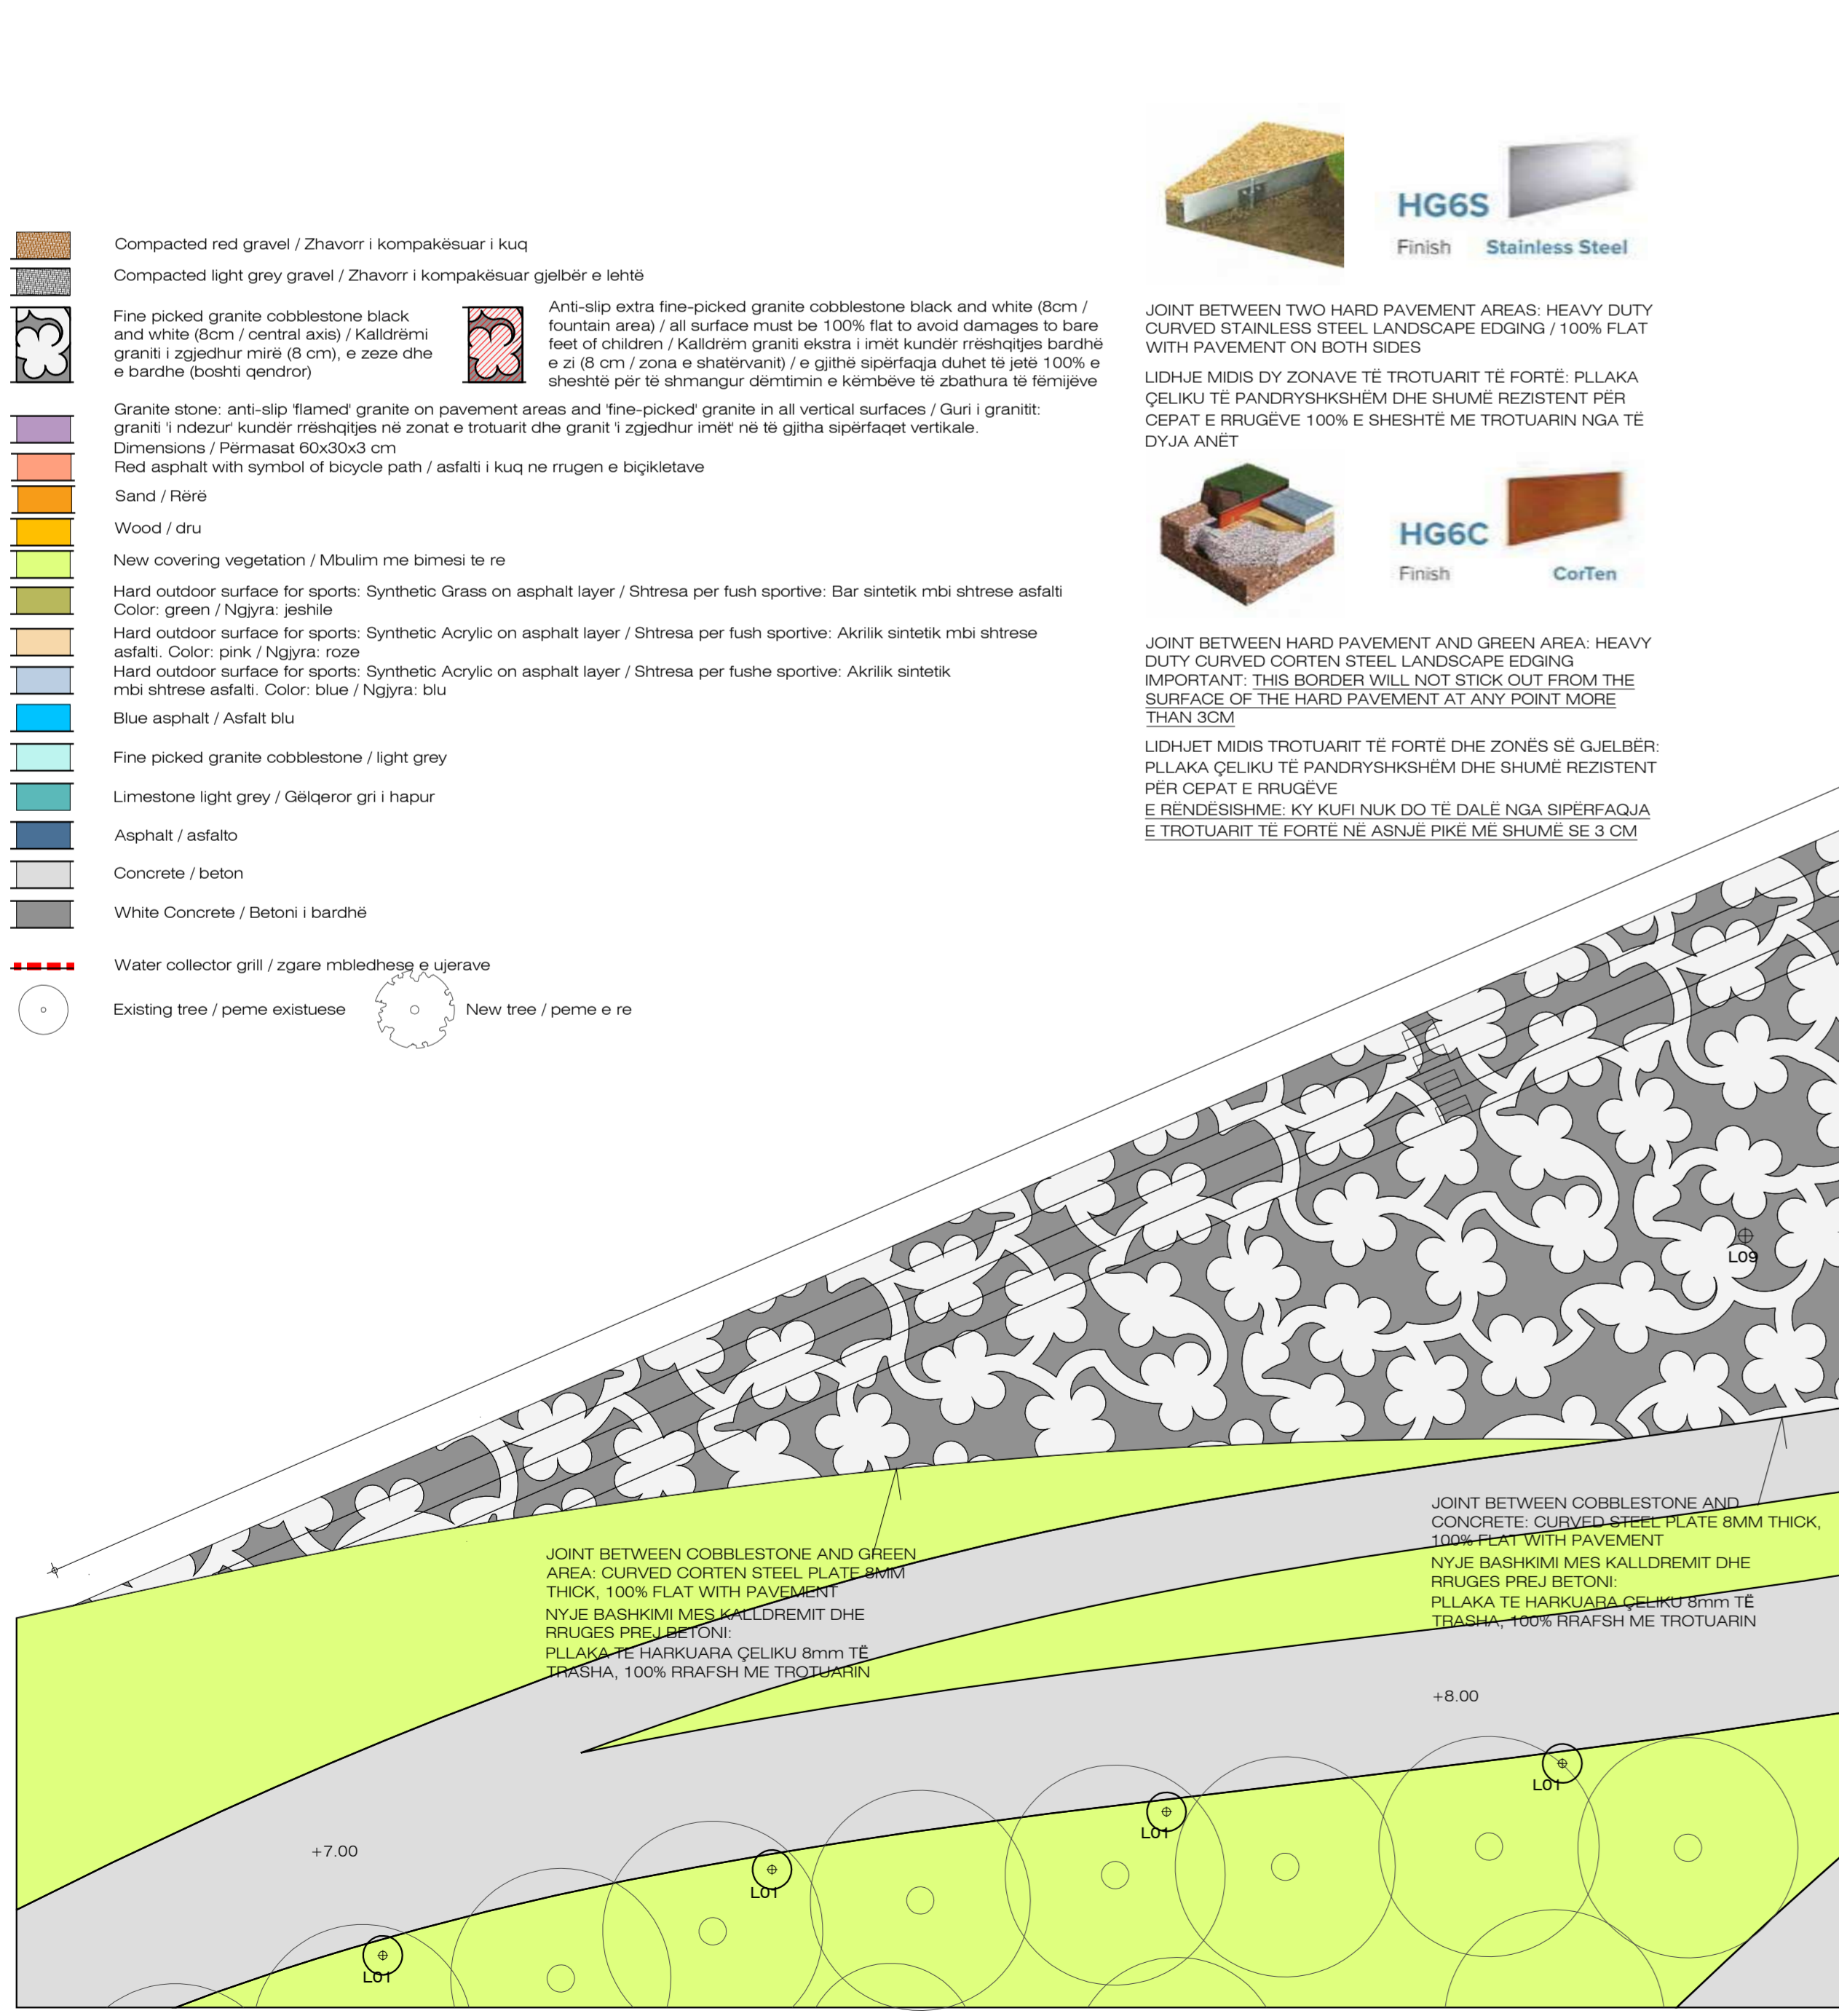 Compacted red gravel / Zhavorr i kompakësuar i kuq
Compacted light grey gravel / Zhavorr i kompakësuar gjelbër e lehtë
Fine picked granite cobblestone black
and white (8cm / central axis) / Kalldrëmi
graniti i zgjedhur mirë (8 cm), e zeze dhe
e bardhe (boshti qendror)
Anti-slip extra fine-picked granite cobblestone black and white (8cm /
fountain area) / all surface must be 100% flat to avoid damages to bare
feet of children / Kalldrëm graniti ekstra i imët kundër rrëshqitjes bardhë
e zi (8 cm / zona e shatërvanit) / e gjithë sipërfaqja duhet të jetë 100% e
sheshtë për të shmangur dëmtimin e këmbëve të zbathura të fëmijëve
Granite stone: anti-slip 'flamed' granite on pavement areas and 'fine-picked' granite in all vertical surfaces / Guri i granitit:
graniti 'i ndezur' kundër rrëshqitjes në zonat e trotuarit dhe granit 'i zgjedhur imët' në të gjitha sipërfaqet vertikale.
Dimensions / Përmasat 60x30x3 cm
Red asphalt with symbol of bicycle path / asfalti i kuq ne rrugen e biçikletave
Sand / Rërë
Wood / dru
New covering vegetation / Mbulim me bimesi te re
Hard outdoor surface for sports: Synthetic Grass on asphalt layer / Shtresa per fush sportive: Bar sintetik mbi shtrese asfalti
Color: green / Ngjyra: jeshile
Hard outdoor surface for sports: Synthetic Acrylic on asphalt layer / Shtresa per fush sportive: Akrilik sintetik mbi shtrese
asfalti. Color: pink / Ngjyra: roze
Hard outdoor surface for sports: Synthetic Acrylic on asphalt layer / Shtresa per fushe sportive: Akrilik sintetik
mbi shtrese asfalti. Color: blue / Ngjyra: blu
Blue asphalt / Asfalt blu
Fine picked granite cobblestone / light grey
Limestone light grey / Gëlqeror gri i hapur
Asphalt / asfalto
Concrete / beton
White Concrete / Betoni i bardhë
Water collector grill / zgare mbledhese e ujerave
Existing tree / peme existuese
New tree / peme e re
HG6S
Finish Stainless Steel
JOINT BETWEEN TWO HARD PAVEMENT AREAS: HEAVY DUTY
CURVED STAINLESS STEEL LANDSCAPE EDGING / 100% FLAT
WITH PAVEMENT ON BOTH SIDES
LIDHJE MIDIS DY ZONAVE TË TROTUARIT TË FORTË: PLLAKA
ÇELIKU TË PANDRYSHKSHËM DHE SHUMË REZISTENT PËR
CEPAT E RRUGËVE 100% E SHESHTË ME TROTUARIN NGA TË
DYJA ANËT
HG6C
Finish CorTen
JOINT BETWEEN HARD PAVEMENT AND GREEN AREA: HEAVY
DUTY CURVED CORTEN STEEL LANDSCAPE EDGING
IMPORTANT: THIS BORDER WILL NOT STICK OUT FROM THE
SURFACE OF THE HARD PAVEMENT AT ANY POINT MORE
THAN 3CM
LIDHJET MIDIS TROTUARIT TË FORTË DHE ZONËS SË GJELBËR:
PLLAKA ÇELIKU TË PANDRYSHKSHËM DHE SHUMË REZISTENT
PËR CEPAT E RRUGËVE
E RËNDËSISHME: KY KUFI NUK DO TË DALË NGA SIPËRFAQJA
E TROTUARIT TË FORTË NË ASNJË PIKË MË SHUMË SE 3 CM
L09
JOINT BETWEEN COBBLESTONE AND
CONCRETE: CURVED STEEL PLATE 8MM THICK,
100% FLAT WITH PAVEMENT
NYJE BASHKIMI MES KALLDREMIT DHE
RRUGES PREJ BETONI:
PLLAKA TE HARKUARA ÇELIKU 8mm TË
TRASHA, 100% RRAFSH ME TROTUARIN
JOINT BETWEEN COBBLESTONE AND GREEN
AREA: CURVED CORTEN STEEL PLATE 8MM
THICK, 100% FLAT WITH PAVEMENT
NYJE BASHKIMI MES KALLDREMIT DHE
RRUGES PREJ BETONI:
PLLAKA TE HARKUARA ÇELIKU 8mm TË
TRASHA, 100% RRAFSH ME TROTUARIN
+8.00
L01
L01
+7.00
L01
L01